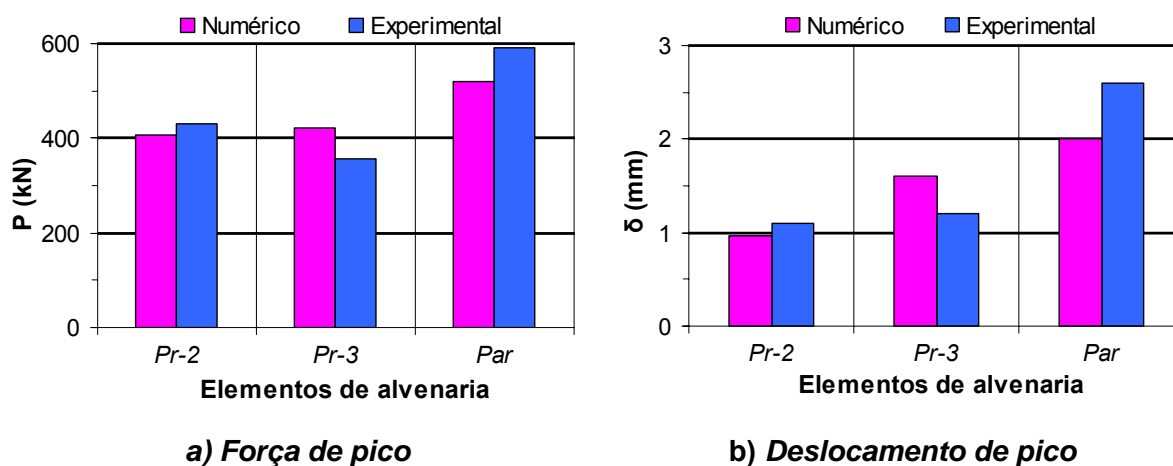 Numérico Experimental
600
400
200
0
P (kN)
Pr-2 Pr-3 Par
Elementos de alvenaria
a) Força de pico
Numérico Experimental
3
2
1
0
δ (mm)
Pr-2 Pr-3 Par
Elementos de alvenaria
b) Deslocamento de pico